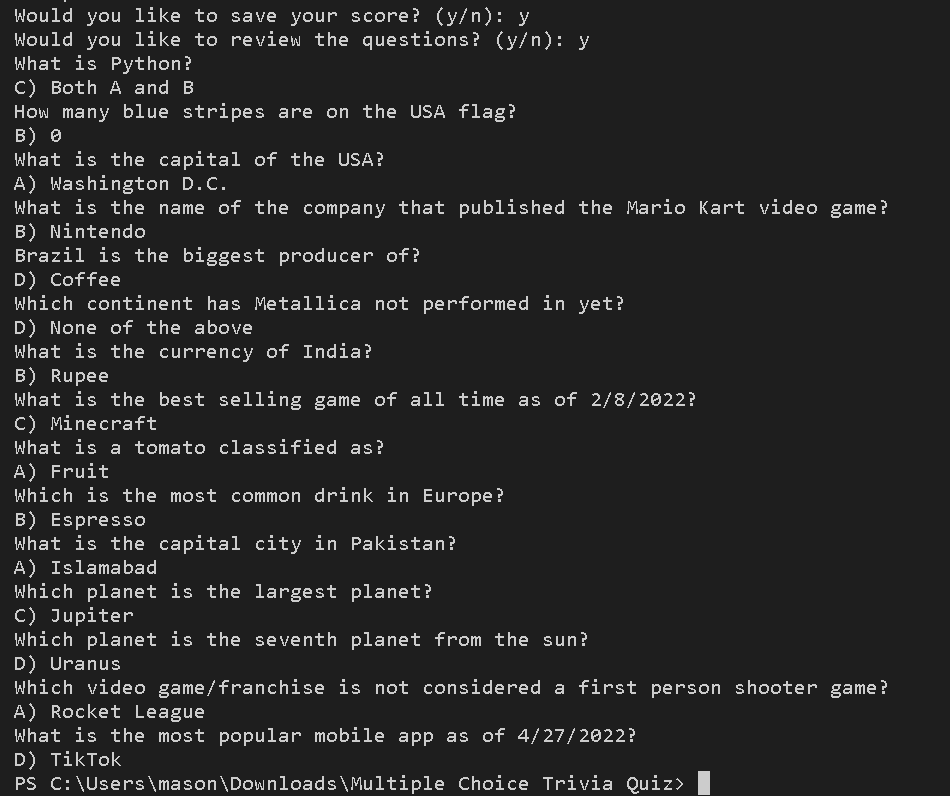 Would you like to save your score? (y/n): y
Would you like to review the questions? (y/n): y
What is Python?
C) Both A and B
How many blue stripes are on the USA flag?
B) 0
What is the capital of the USA?
A) Washington D.C.
What is the name of the company that published the Mario Kart video game?
B) Nintendo
Brazil is the biggest producer of?
D) Coffee
Which continent has Metallica not performed in yet?
D) None of the above
What is the currency of India?
B) Rupee
What is the best selling game of all time as of 2/8/2022?
C) Minecraft
What is a tomato classified as?
A) Fruit
Which is the most common drink in Europe?
B) Espresso
What is the capital city in Pakistan?
A) Islamabad
Which planet is the largest planet?
C) Jupiter
Which planet is the seventh planet from the sun?
D) Uranus
Which video game/franchise is not considered a first person shooter game?
A) Rocket League
What is the most popular mobile app as of 4/27/2022?
D) TikTok
PS C:\Users\mason\Downloads\Multiple Choice Trivia Quiz>